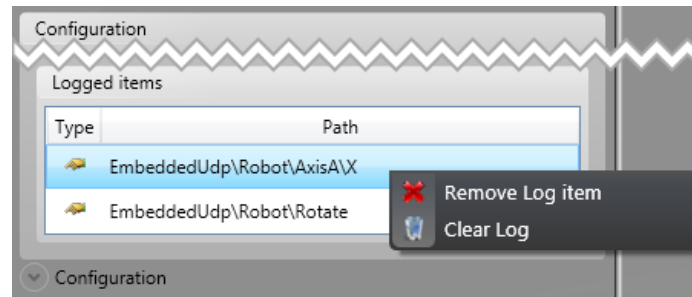 Configuration
Logged items
Type Path
EmbeddedUdp\Robot\AxisA\X
Remove Log item
EmbeddedUdp\Robot\Rotate
Clear Log
Configuration